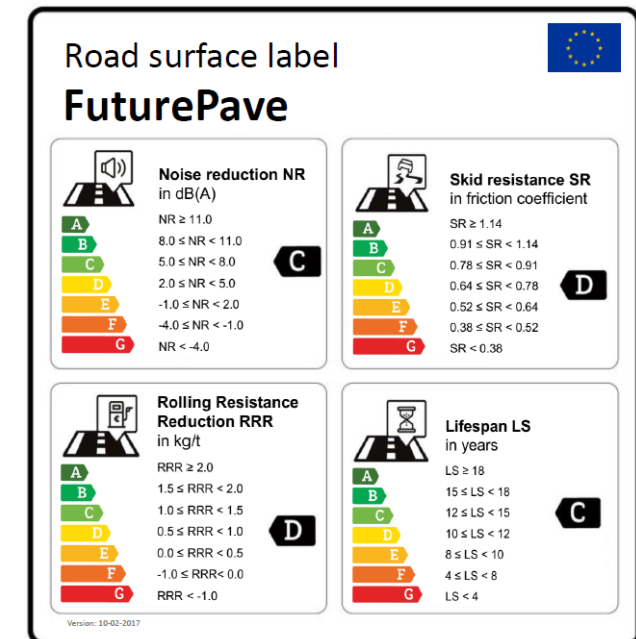 Road surface label
FuturePave
Noise reduction NR
in dB(A)
A NR ≥ 11.0
B 8.0 ≤ NR < 11.0
C 5.0 ≤ NR < 8.0
D 2.0 ≤ NR < 5.0
E -1.0 ≤ NR < 2.0
F -4.0 ≤ NR < -1.0
G NR < -4.0
C
Skid resistance SR
in friction coefficient
A SR ≥ 1.14
B 0.91 ≤ SR < 1.14
C 0.78 ≤ SR < 0.91
D 0.64 ≤ SR < 0.78
E 0.52 ≤ SR < 0.64
F 0.38 ≤ SR < 0.52
G SR < 0.38
D
€
Rolling Resistance
Reduction RRR
in kg/t
A RRR ≥ 2.0
B 1.5 ≤ RRR < 2.0
C 1.0 ≤ RRR < 1.5
D 0.5 ≤ RRR < 1.0
E 0.0 ≤ RRR < 0.5
F -1.0 ≤ RRR< 0.0
G RRR < -1.0
D
Lifespan LS
in years
A LS ≥ 18
B 15 ≤ LS < 18
C 12 ≤ LS < 15
D 10 ≤ LS < 12
E 8 ≤ LS < 10
F 4 ≤ LS < 8
G LS < 4
C
Version: 10-02-2017